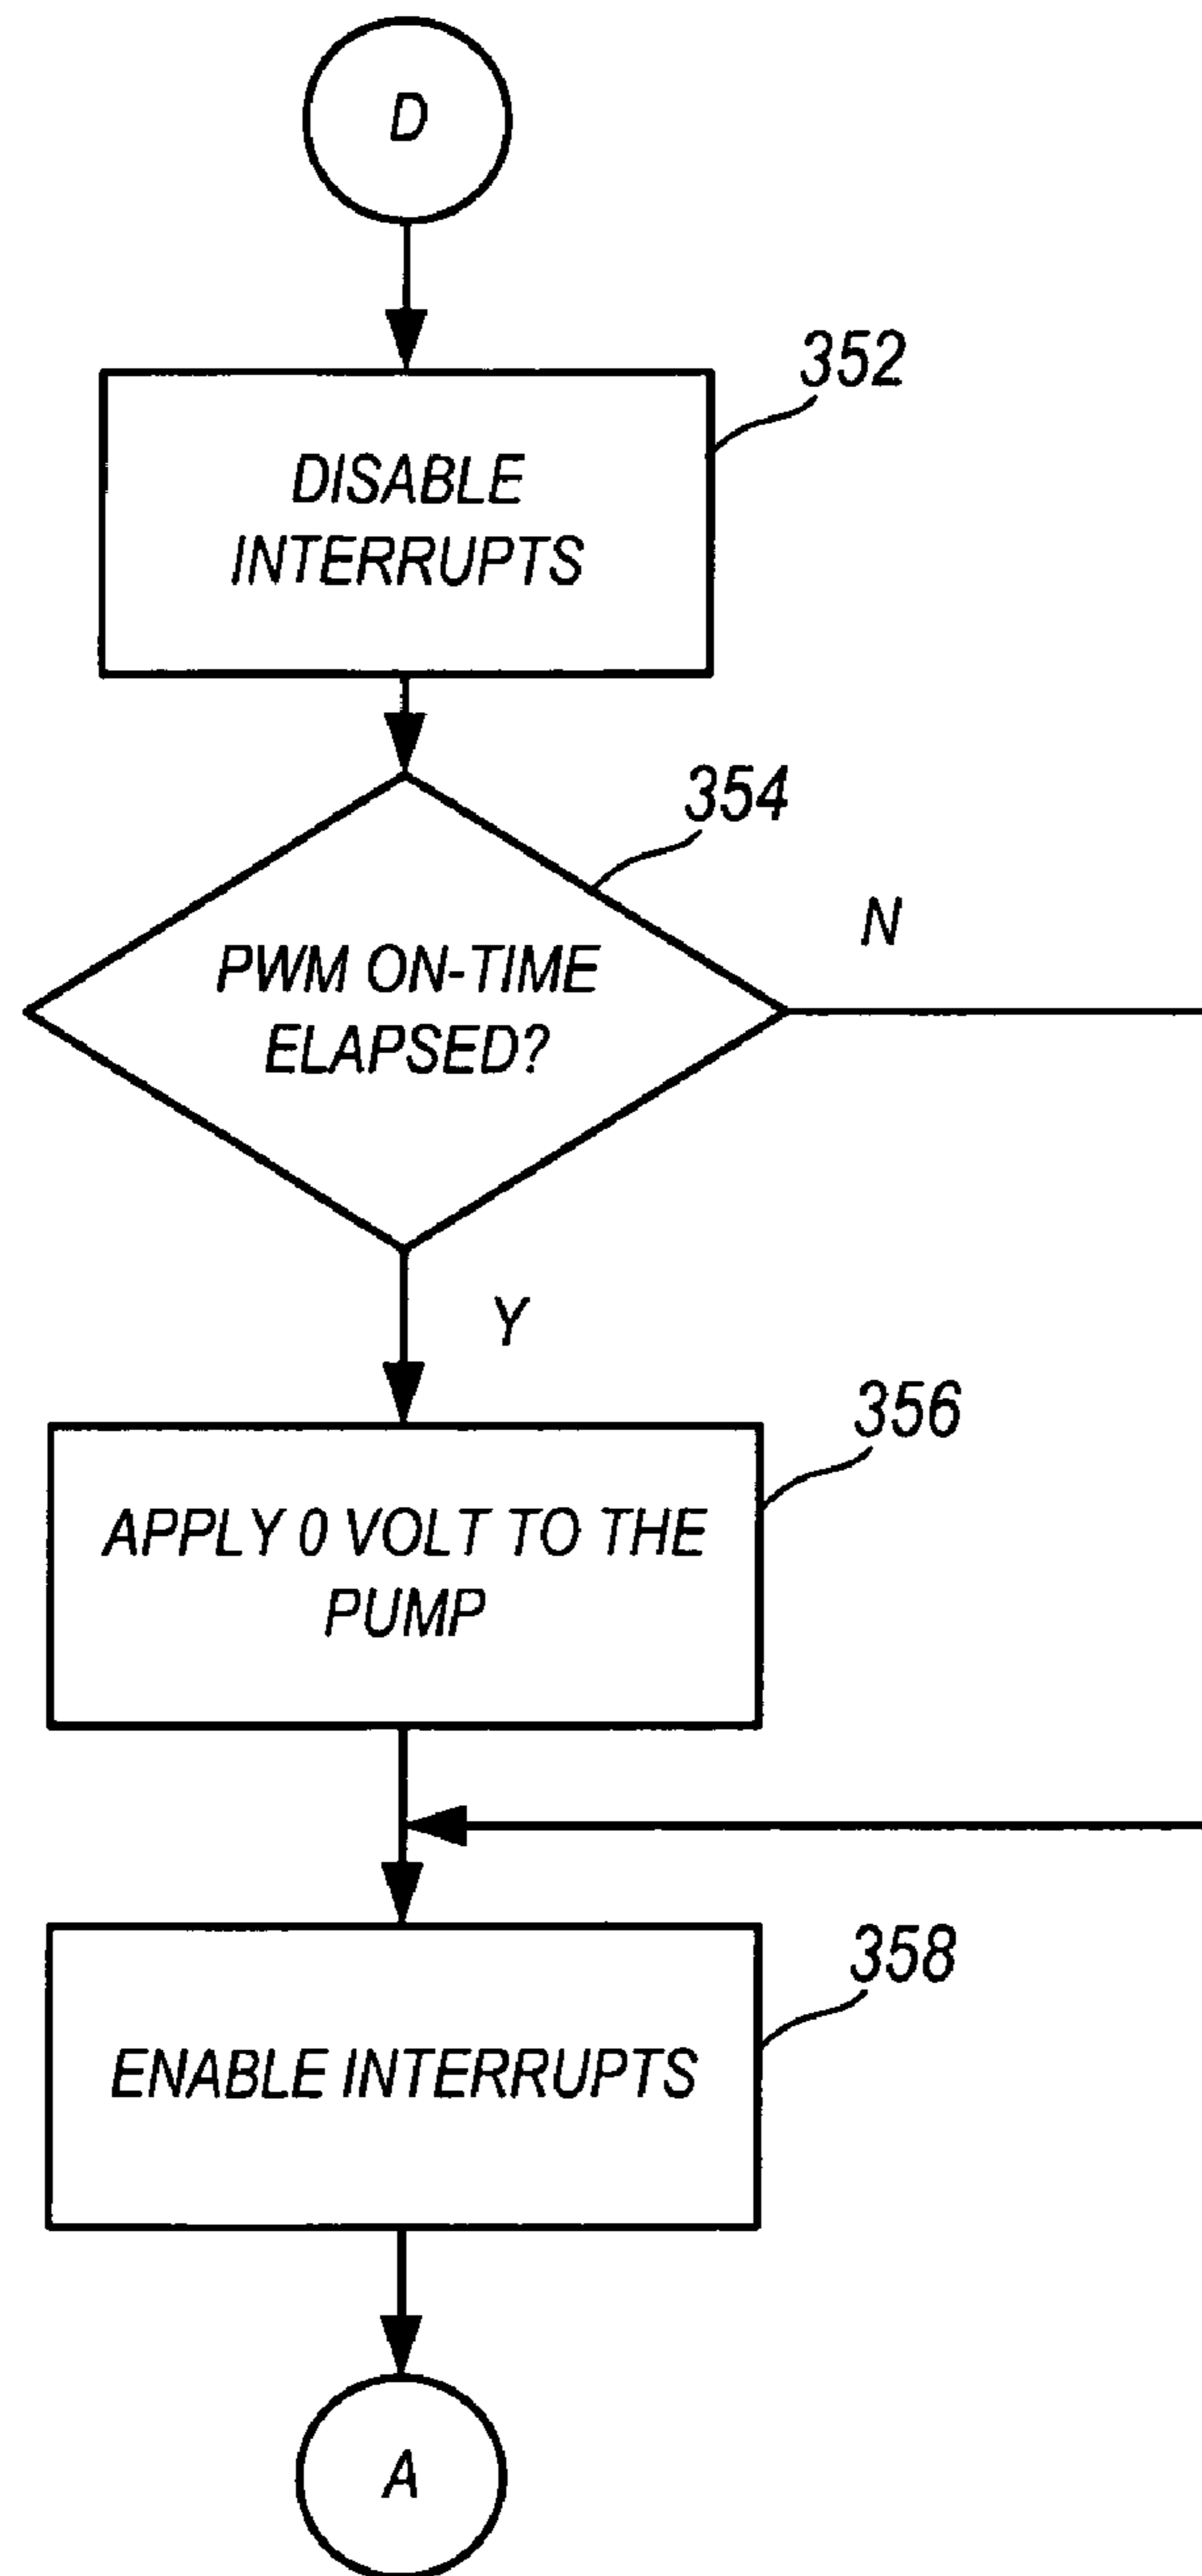 D
352
DISABLE
INTERRUPTS
354
N
PWM ON-TIME
ELAPSED?
Y
356
APPLY 0 VOLT TO THE
PUMP
358
ENABLE INTERRUPTS
A